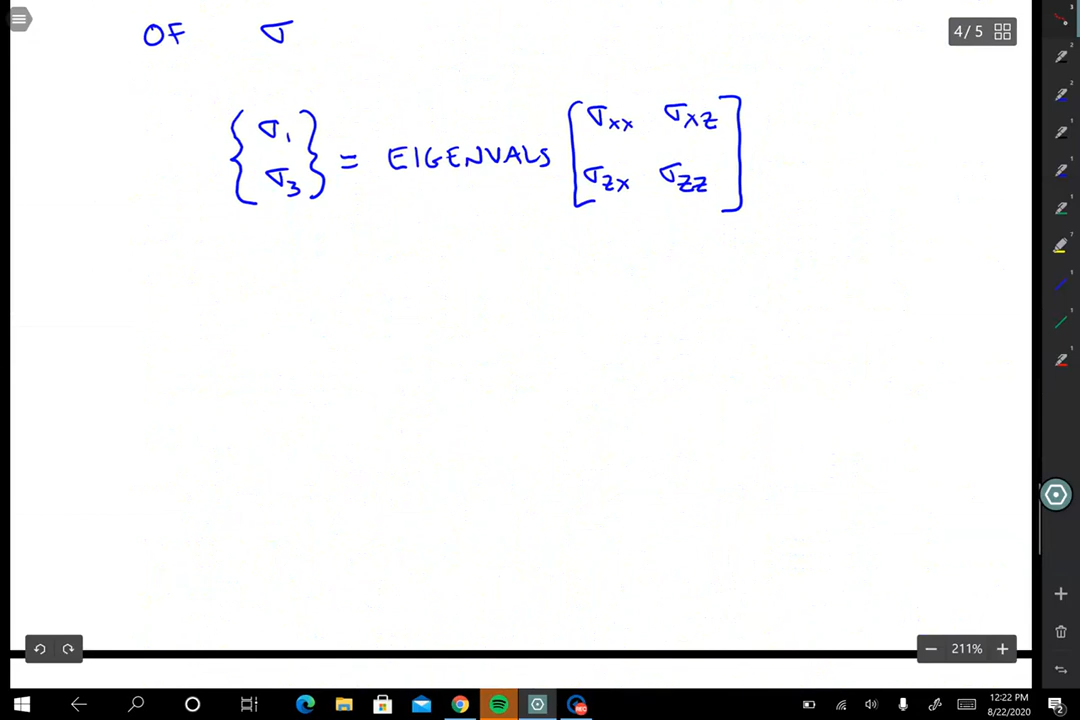 OF σ
4/5
{σ1 σ3} = EIGENVALS [σxx σxz
σzx σzz]
211%
12:22 PM
8/22/2020